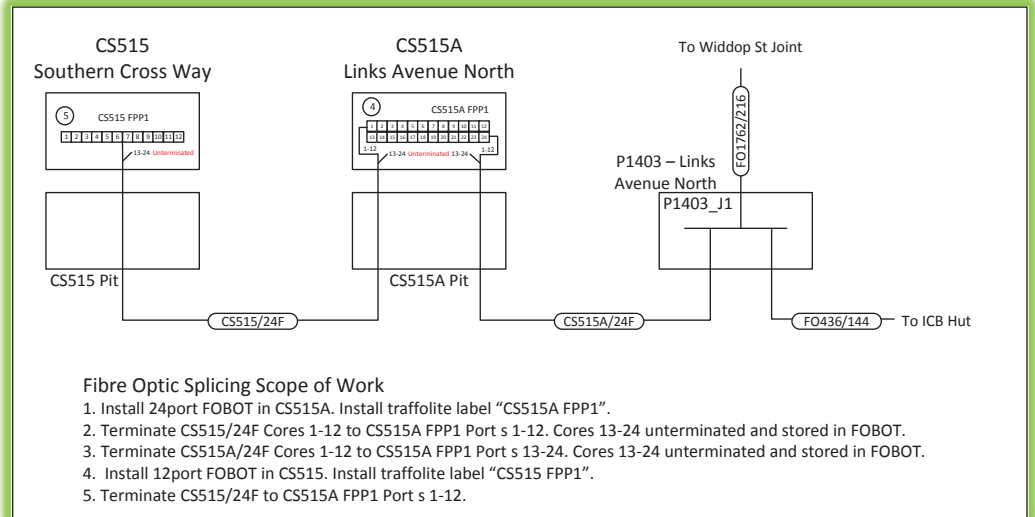 CS515
Southern Cross Way
5
CS515 FPP1
1 2 3 4 5 6 7 8 9 10 11 12
13-24 Unterminated
CS515 Pit
CS515A
Links Avenue North
4
CS515A FPP1
1 2 3 4 5 6 7 8 9 10 11 12
13 14 15 16 17 18 19 20 21 22 23 24
1-12
13-24 Unterminated 13-24
1-12
CS515A Pit
To Widdop St Joint
FO1762/216
P1403 – Links
Avenue North
P1403_J1
CS515/24F
CS515A/24F
FO436/144
To ICB Hut
Fibre Optic Splicing Scope of Work
1. Install 24port FOBOT in CS515A. Install traffolite label “CS515A FPP1”.
2. Terminate CS515/24F Cores 1-12 to CS515A FPP1 Port s 1-12. Cores 13-24 unterminated and stored in FOBOT.
3. Terminate CS515A/24F Cores 1-12 to CS515A FPP1 Port s 13-24. Cores 13-24 unterminated and stored in FOBOT.
4. Install 12port FOBOT in CS515. Install traffolite label “CS515 FPP1”.
5. Terminate CS515/24F to CS515A FPP1 Port s 1-12.